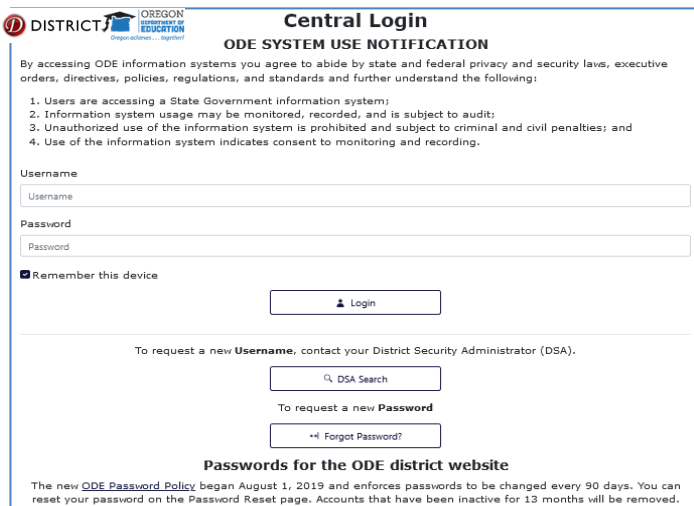 DISTRICT
OREGON
DEPARTMENT OF
EDUCATION
Oregon achieves . . . together!
Central Login
ODE SYSTEM USE NOTIFICATION
By accessing ODE information systems you agree to abide by state and federal privacy and security laws, executive
orders, directives, policies, regulations, and standards and further understand the following:
1. Users are accessing a State Government information system;
2. Information system usage may be monitored, recorded, and is subject to audit;
3. Unauthorized use of the information system is prohibited and subject to criminal and civil penalties; and
4. Use of the information system indicates consent to monitoring and recording.
Username
Username
Password
Password
Remember this device
Login
To request a new Username, contact your District Security Administrator (DSA).
DSA Search
To request a new Password
Forgot Password?
Passwords for the ODE district website
The new ODE Password Policy began August 1, 2019 and enforces passwords to be changed every 90 days. You can
reset your password on the Password Reset page. Accounts that have been inactive for 13 months will be removed.